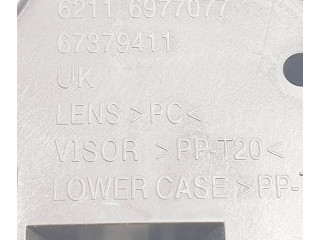 6211 6977077
67379411
UK
LENS >PC<
VISOR >PP-T20<
LOWER CASE >PP-